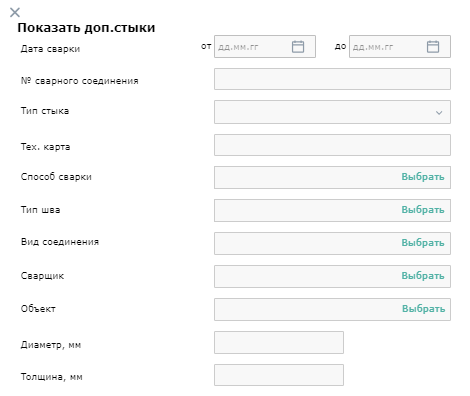 Показать доп.стыки
Дата сварки от дд.мм.гг до дд.мм.гг
№ сварного соединения
Тип стыка
Тех. карта
Способ сварки Выбрать
Тип шва Выбрать
Вид соединения Выбрать
Сварщик Выбрать
Объект Выбрать
Диаметр, мм
Толщина, мм